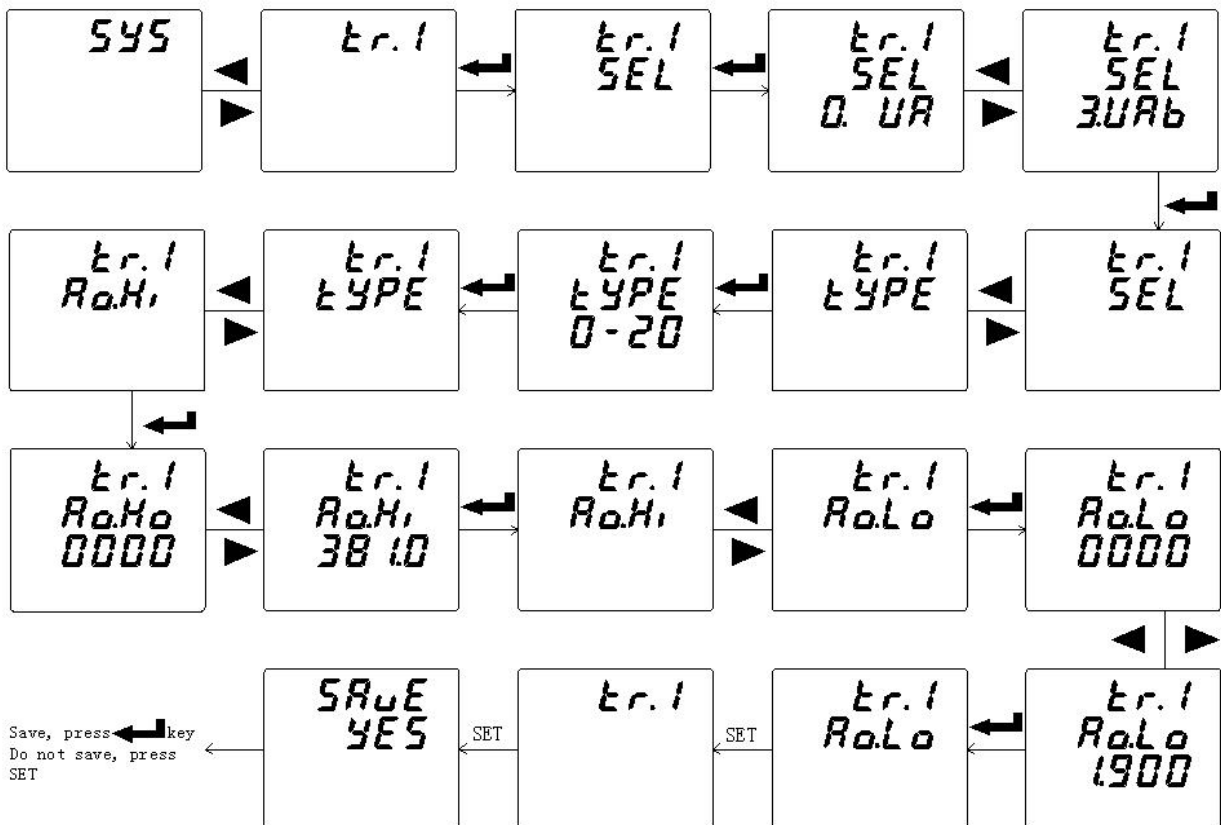 SYS
tr.1
tr.1
SEL
tr.1
SEL
0. UA
tr.1
SEL
3.UAb
tr.1
Ao.Hi
tr.1
tYPE
tr.1
tYPE
0-20
tr.1
tYPE
tr.1
SEL
tr.1
Ao.Ho
0000
tr.1
Ao.Hi
381.0
tr.1
Ao.Hi
tr.1
Ao.Lo
tr.1
Ao.Lo
0000
Save, press key
Do not save, press
SET
SAvE
YES
SET
tr.1
SET
tr.1
Ao.Lo
tr.1
Ao.Lo
1.900